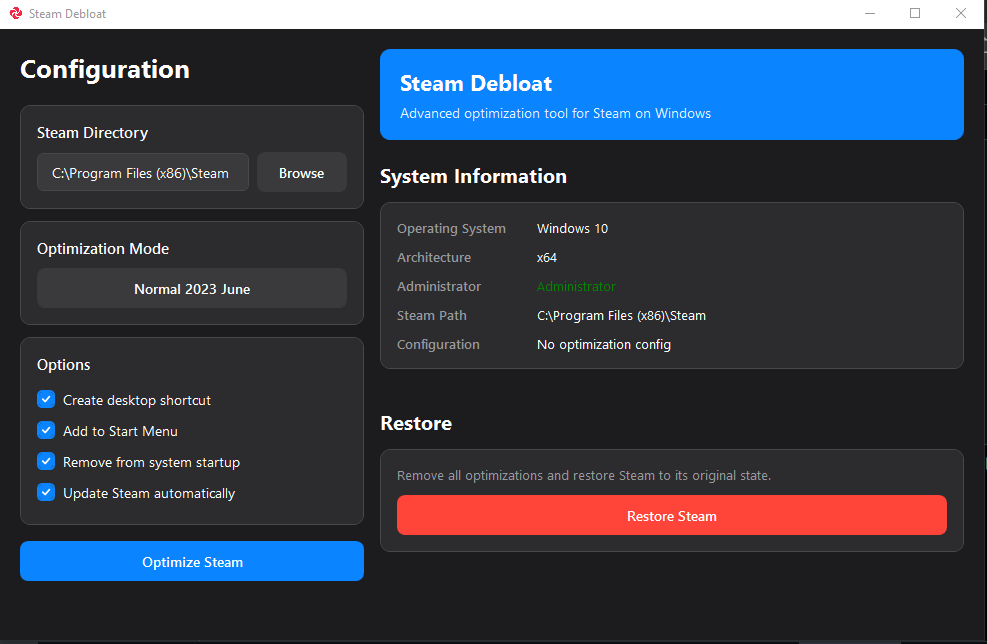 Steam Debloat
Configuration
Steam Directory
C:\Program Files (x86)\Steam
Browse
Optimization Mode
Normal 2023 June
Options
Create desktop shortcut
Add to Start Menu
Remove from system startup
Update Steam automatically
Optimize Steam
Steam Debloat
Advanced optimization tool for Steam on Windows
System Information
Operating System Windows 10
Architecture x64
Administrator Administrator
Steam Path C:\Program Files (x86)\Steam
Configuration No optimization config
Restore
Remove all optimizations and restore Steam to its original state.
Restore Steam